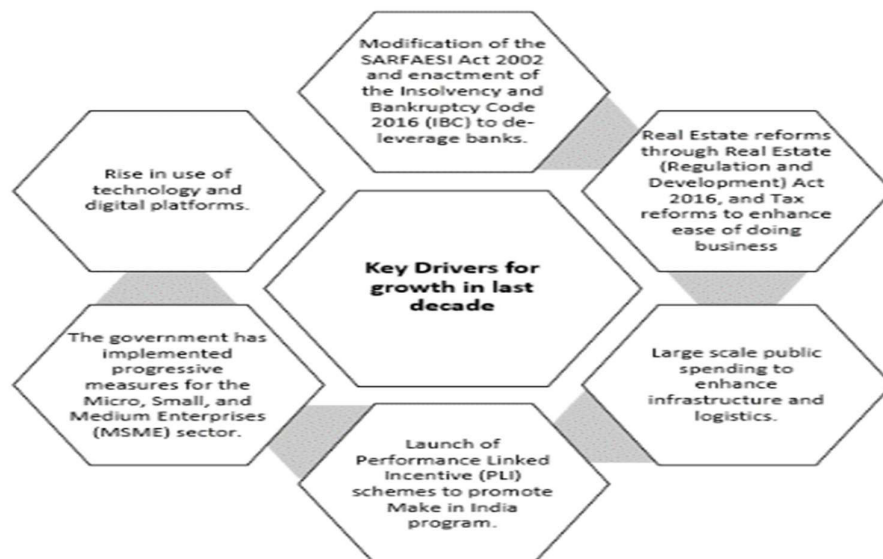 Modification of the
SARFAESI Act 2002
and enactment of
the Insolvency and
Bankruptcy Code
2016 (IBC) to de-
leverage banks.
Real Estate reforms
through Real Estate
(Regulation and
Development) Act
2016, and Tax
reforms to enhance
ease of doing
business
Large scale public
spending to
enhance
infrastructure and
logistics.
Launch of
Performance Linked
Incentive (PLI)
schemes to promote
Make in India
program.
The government has
implemented
progressive
measures for the
Micro, Small, and
Medium Enterprises
(MSME) sector.
Rise in use of
technology and
digital platforms.
Key Drivers for
growth in last
decade